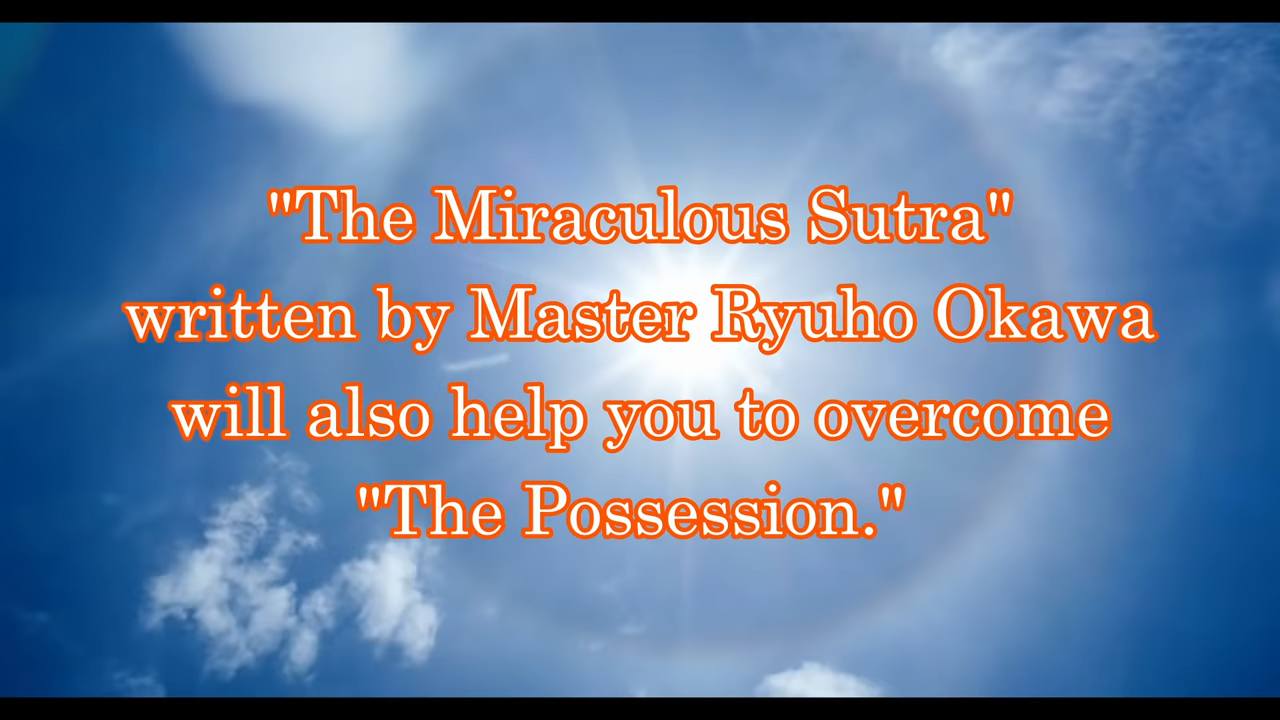 "The Miraculous Sutra"
written by Master Ryuho Okawa
will also help you to overcome
"The Possession."